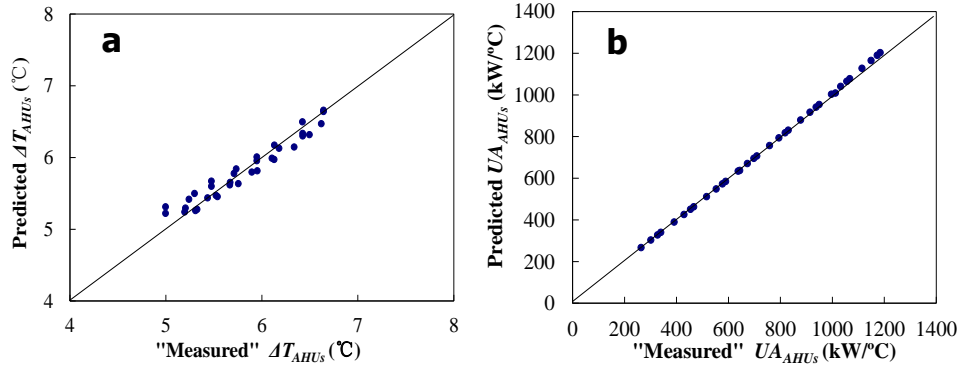 a
8
7
6
5
4
4 5 6 7 8
Predicted ΔT_AHUs (℃)
"Measured" ΔT_AHUs (℃)
b
1400
1200
1000
800
600
400
200
0
0 200 400 600 800 1000 1200 1400
Predicted UA_AHUs (kW/ºC)
"Measured" UA_AHUs (kW/ºC)